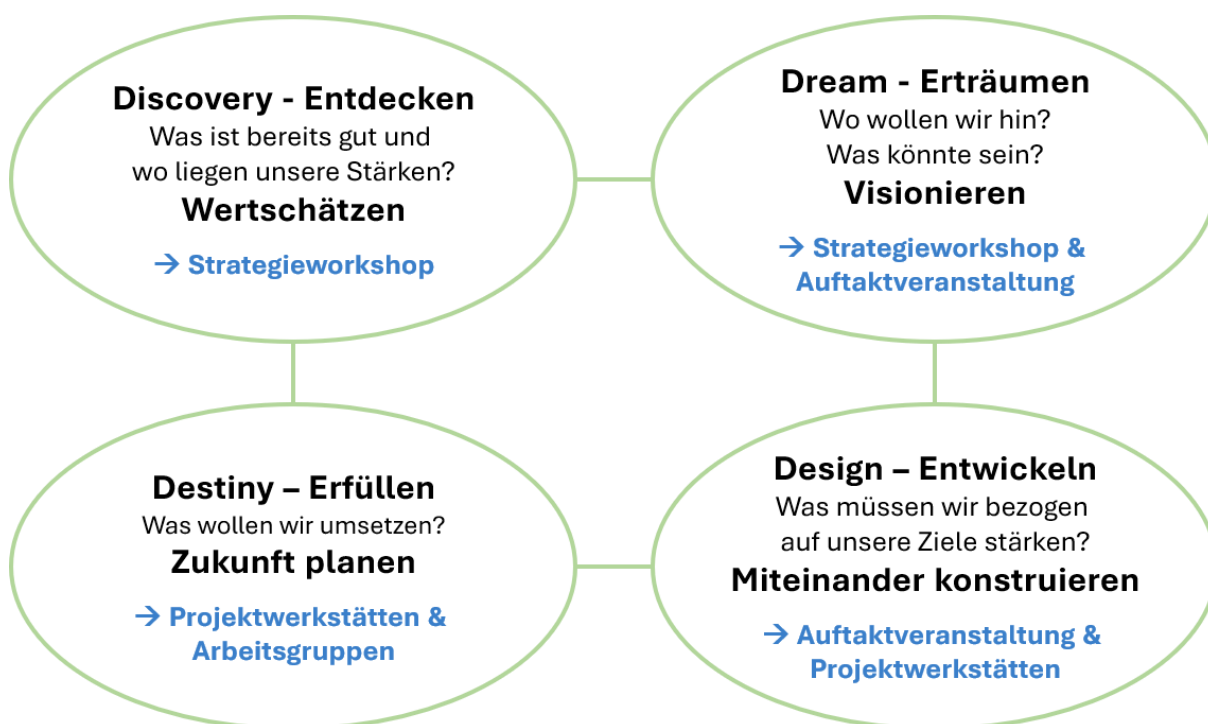 Discovery - Entdecken
Was ist bereits gut und
wo liegen unsere Stärken?
Wertschätzen
→ Strategieworkshop
Dream - Erträumen
Wo wollen wir hin?
Was könnte sein?
Visionieren
→ Strategieworkshop &
Auftaktveranstaltung
Destiny – Erfüllen
Was wollen wir umsetzen?
Zukunft planen
→ Projektwerkstätten &
Arbeitsgruppen
Design – Entwickeln
Was müssen wir bezogen
auf unsere Ziele stärken?
Miteinander konstruieren
→ Auftaktveranstaltung &
Projektwerkstätten